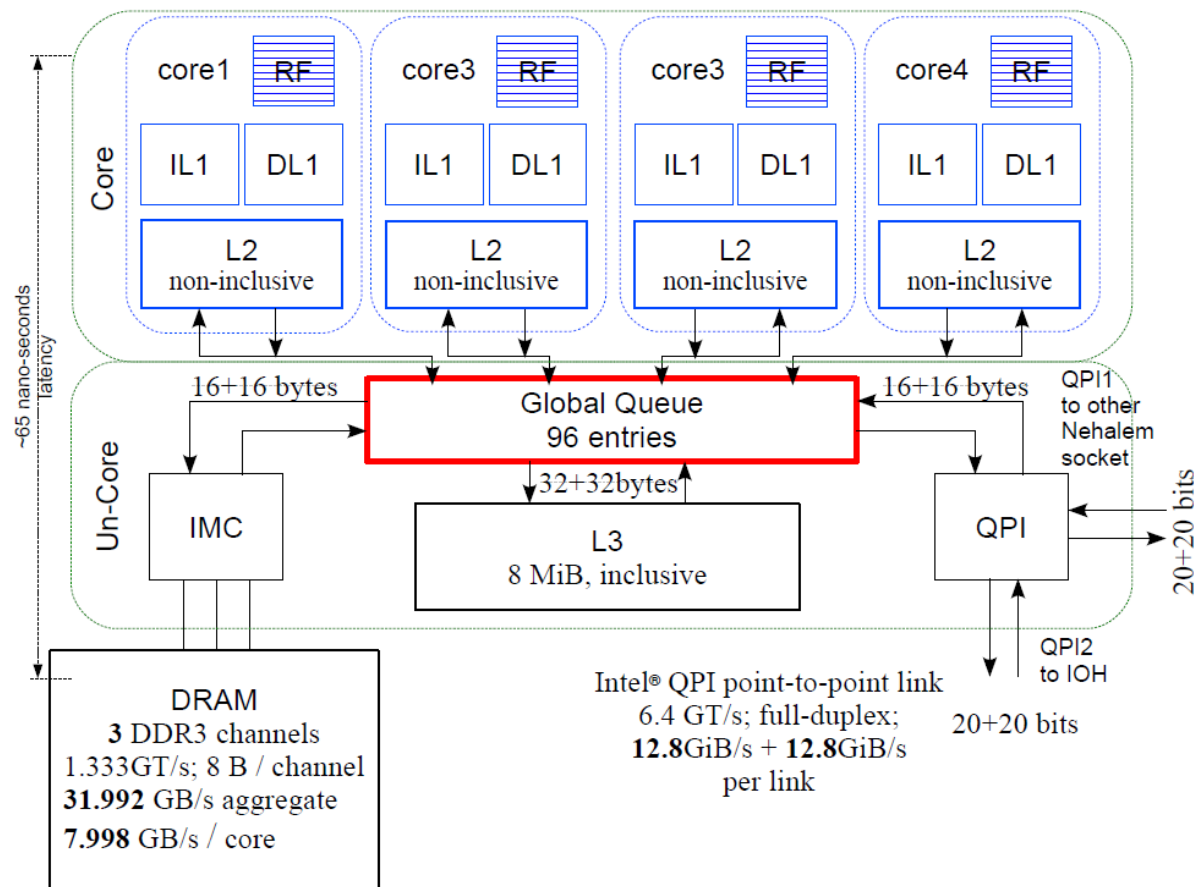 core1 RF
core3 RF
core3 RF
core4 RF
IL1 DL1
IL1 DL1
IL1 DL1
IL1 DL1
Core
L2
non-inclusive
L2
non-inclusive
L2
non-inclusive
L2
non-inclusive
~65 nano-seconds
latency
16+16 bytes
Global Queue
96 entries
16+16 bytes
QPI1
to other
Nehalem
socket
Un-Core
32+32bytes
IMC
L3
8 MiB, inclusive
QPI
20+20 bits
QPI2
to IOH
20+20 bits
DRAM
3 DDR3 channels
1.333GT/s; 8 B / channel
31.992 GB/s aggregate
7.998 GB/s / core
Intel® QPI point-to-point link
6.4 GT/s; full-duplex;
12.8GiB/s + 12.8GiB/s
per link